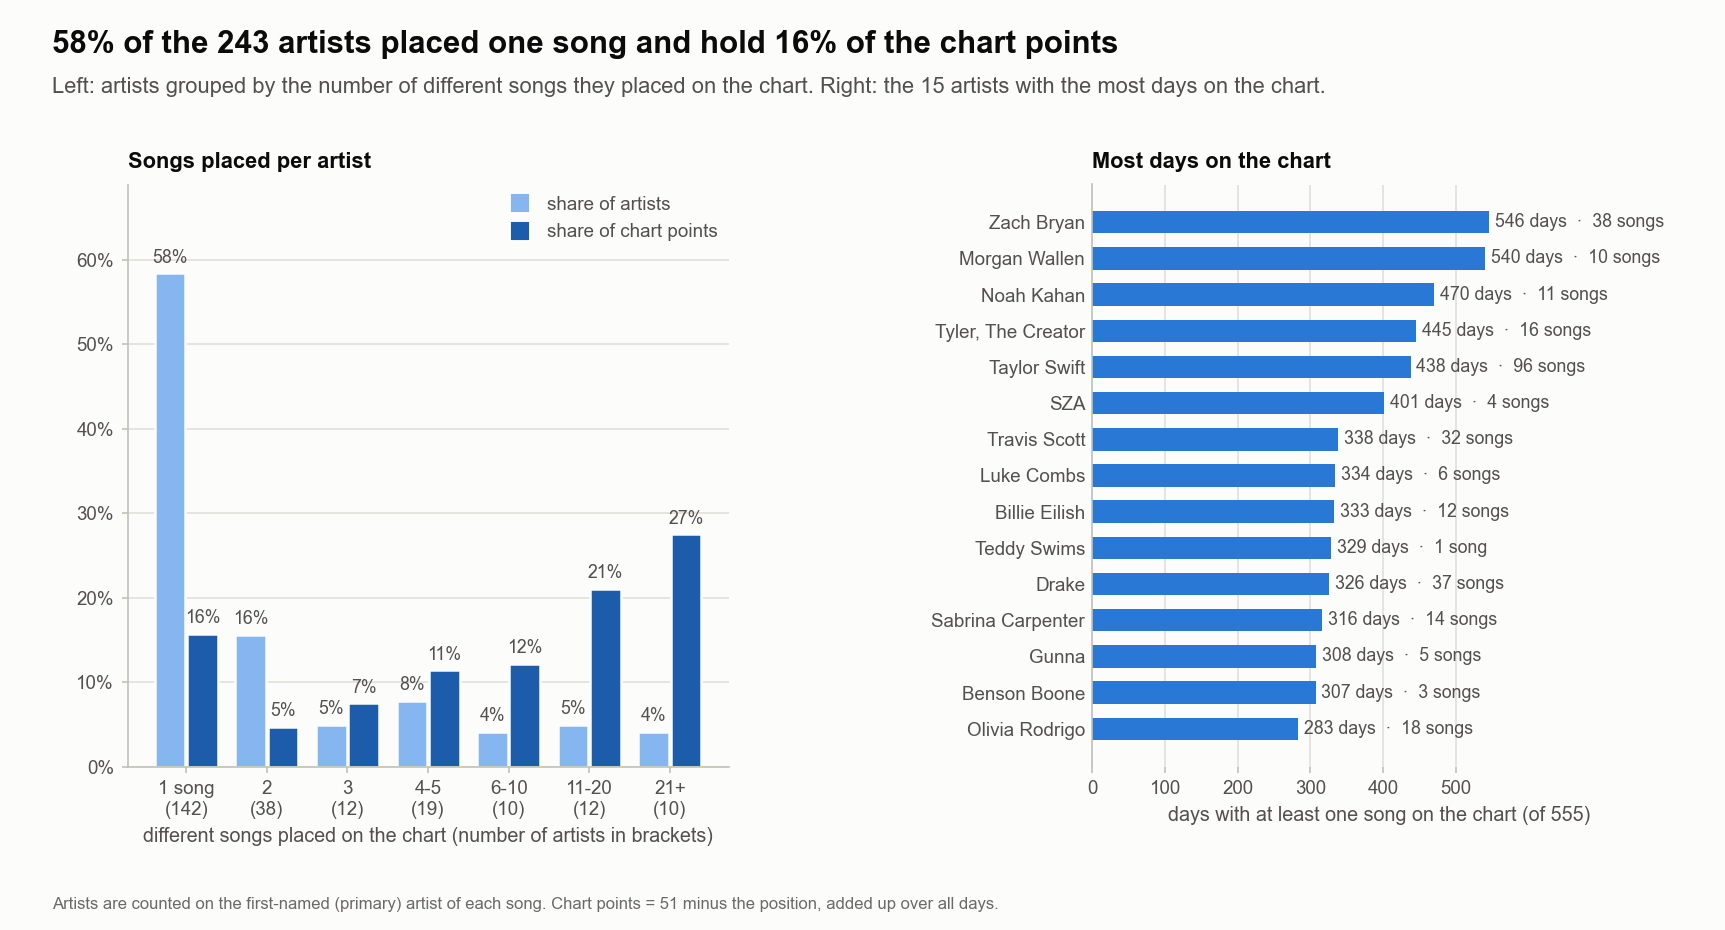 58% of the 243 artists placed one song and hold 16% of the chart points
Left: artists grouped by the number of different songs they placed on the chart. Right: the 15 artists with the most days on the chart.
Songs placed per artist
share of artists
share of chart points
60%
50%
40%
30%
20%
10%
0%
58%
16%
16%
5%
5%
7%
8%
11%
4%
12%
5%
21%
4%
27%
1 song
(142)
2
(38)
3
(12)
4-5
(19)
6-10
(10)
11-20
(12)
21+
(10)
different songs placed on the chart (number of artists in brackets)
Most days on the chart
Zach Bryan 546 days · 38 songs
Morgan Wallen 540 days · 10 songs
Noah Kahan 470 days · 11 songs
Tyler, The Creator 445 days · 16 songs
Taylor Swift 438 days · 96 songs
SZA 401 days · 4 songs
Travis Scott 338 days · 32 songs
Luke Combs 334 days · 6 songs
Billie Eilish 333 days · 12 songs
Teddy Swims 329 days · 1 song
Drake 326 days · 37 songs
Sabrina Carpenter 316 days · 14 songs
Gunna 308 days · 5 songs
Benson Boone 307 days · 3 songs
Olivia Rodrigo 283 days · 18 songs
0 100 200 300 400 500
days with at least one song on the chart (of 555)
Artists are counted on the first-named (primary) artist of each song. Chart points = 51 minus the position, added up over all days.